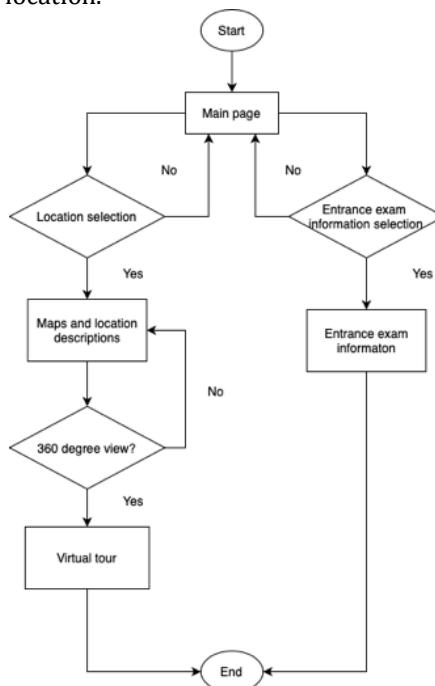 location.
Start
Main page
No
No
Location selection
Entrance exam
information selection
Yes
Yes
Maps and location
descriptions
Entrance exam
informaton
No
360 degree view?
Yes
Virtual tour
End